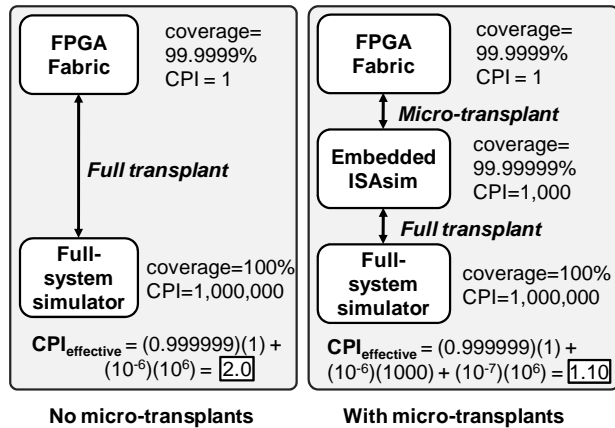 FPGA
Fabric
coverage=
99.9999%
CPI = 1
Full transplant
Full-
system
simulator
coverage=100%
CPI=1,000,000
CPIeffective = (0.999999)(1) +
(10-6)(106) = 2.0
No micro-transplants
FPGA
Fabric
coverage=
99.9999%
CPI = 1
Micro-transplant
Embedded
ISAsim
coverage=
99.99999%
CPI=1,000
Full transplant
Full-
system
simulator
coverage=100%
CPI=1,000,000
CPIeffective = (0.999999)(1) +
(10-6)(1000) + (10-7)(106) = 1.10
With micro-transplants